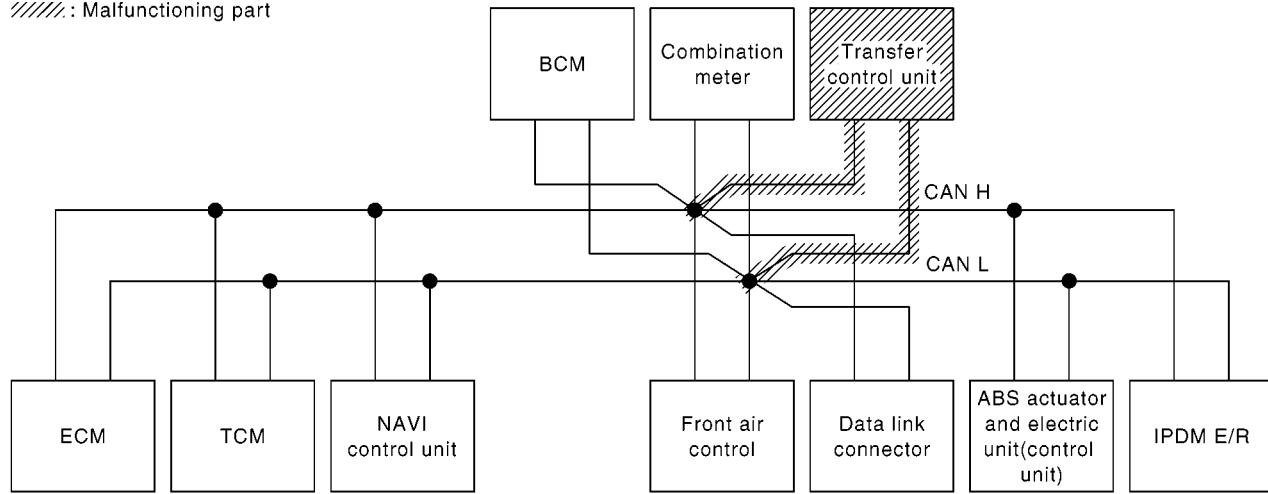 : Malfunctioning part
BCM
Combination
meter
Transfer
control unit
CAN H
CAN L
ECM
TCM
NAVI
control unit
Front air
control
Data link
connector
ABS actuator
and electric
unit(control
unit)
IPDM E/R